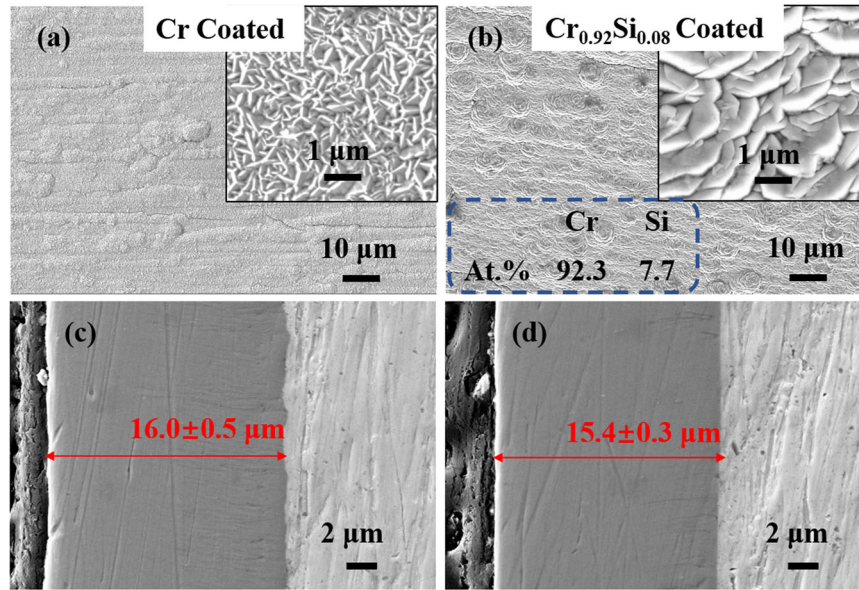 (a)
Cr Coated
1 μm
10 μm
(b)
Cr0.92Si0.08 Coated
1 μm
Cr Si
At.% 92.3 7.7
10 μm
(c)
16.0±0.5 μm
2 μm
(d)
15.4±0.3 μm
2 μm